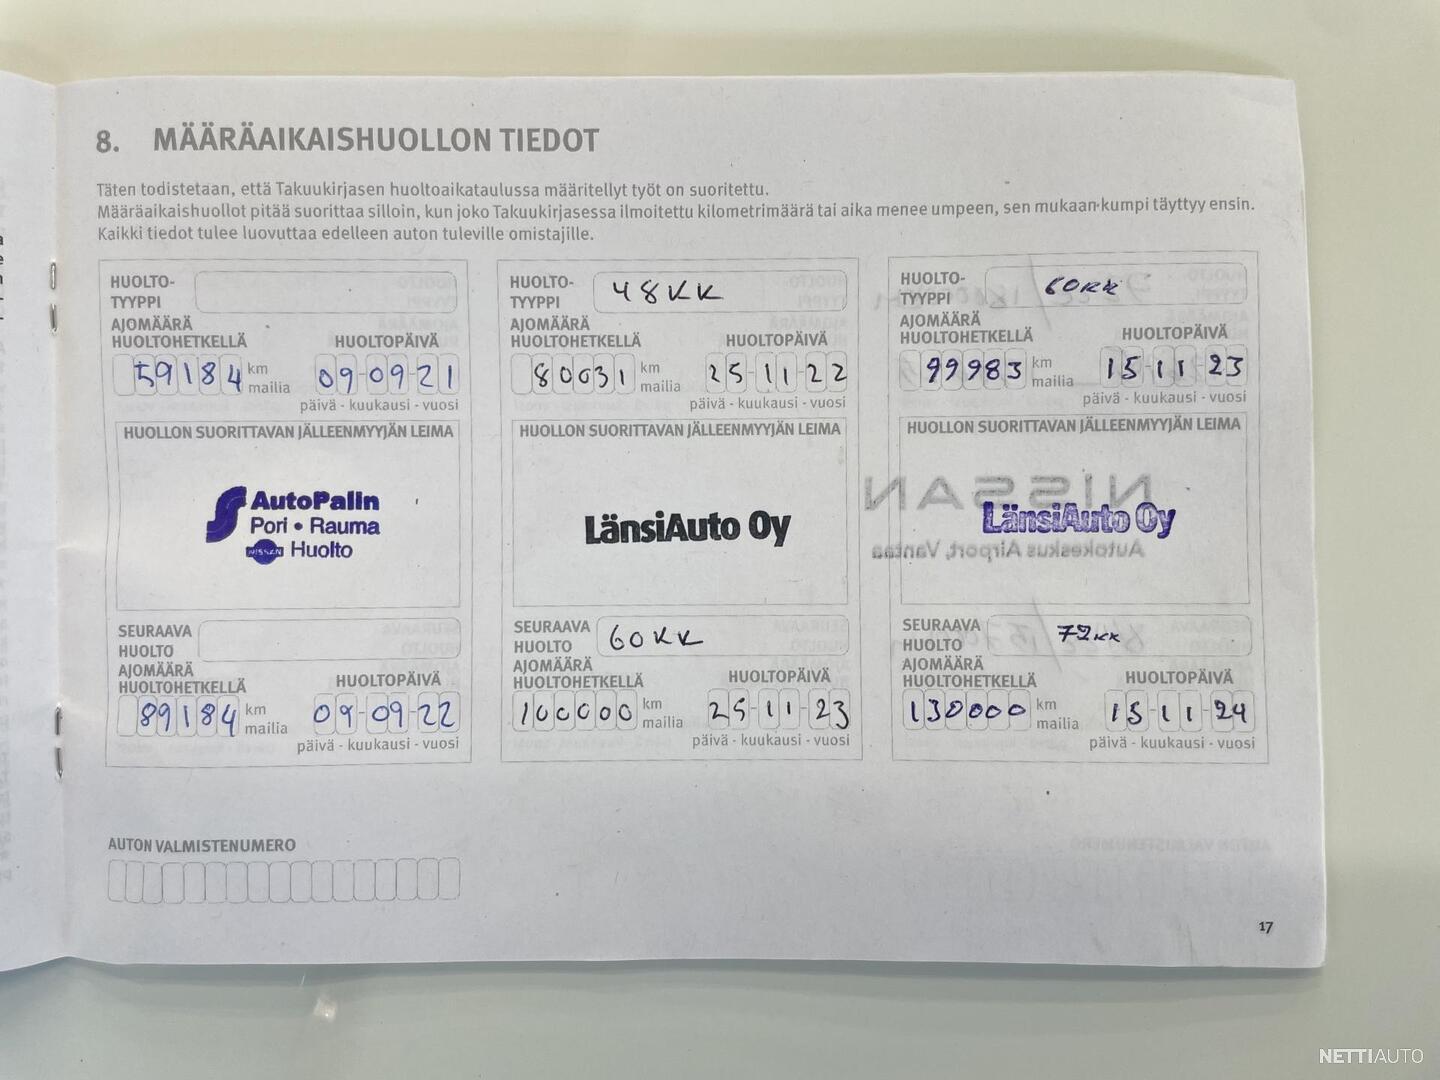 8. MÄÄRÄAIKAISHUOLLON TIEDOT
Täten todistetaan, että Takuukirjasen huoltoaikataulussa määritellyt työt on suoritettu.
Määräaikaishuollot pitää suorittaa silloin, kun joko Takuukirjasessa ilmoitettu kilometrimäärä tai aika menee umpeen, sen mukaan kumpi täyttyy ensin.
Kaikki tiedot tulee luovuttaa edelleen auton tuleville omistajille.
HUOLTO-
TYYPPI
AJOMÄÄRÄ
HUOLTOHETKELLÄ HUOLTOPÄIVÄ
59184 km mailia 09-09-21
päivä - kuukausi - vuosi
HUOLLON SUORITTAVAN JÄLLEENMYYJÄN LEIMA
AutoPalin
Pori • Rauma
NISSAN Huolto
SEURAAVA
HUOLTO
AJOMÄÄRÄ
HUOLTOHETKELLÄ HUOLTOPÄIVÄ
89184 km mailia 09-09-22
päivä - kuukausi - vuosi
HUOLTO-
TYYPPI 48KK
AJOMÄÄRÄ
HUOLTOHETKELLÄ HUOLTOPÄIVÄ
80031 km mailia 25-11-22
päivä - kuukausi - vuosi
HUOLLON SUORITTAVAN JÄLLEENMYYJÄN LEIMA
LänsiAuto Oy
SEURAAVA
HUOLTO 60KK
AJOMÄÄRÄ
HUOLTOHETKELLÄ HUOLTOPÄIVÄ
100000 km mailia 25-11-23
päivä - kuukausi - vuosi
HUOLTO-
TYYPPI 60KK
AJOMÄÄRÄ
HUOLTOHETKELLÄ HUOLTOPÄIVÄ
99983 km mailia 15-11-23
päivä - kuukausi - vuosi
HUOLLON SUORITTAVAN JÄLLEENMYYJÄN LEIMA
NISSAN
LänsiAuto Oy
Autokeskus Airport, Vantaa
SEURAAVA
HUOLTO 72KK
AJOMÄÄRÄ
HUOLTOHETKELLÄ HUOLTOPÄIVÄ
130000 km mailia 15-11-24
päivä - kuukausi - vuosi
AUTON VALMISTENUMERO
17
NETTIAUTO